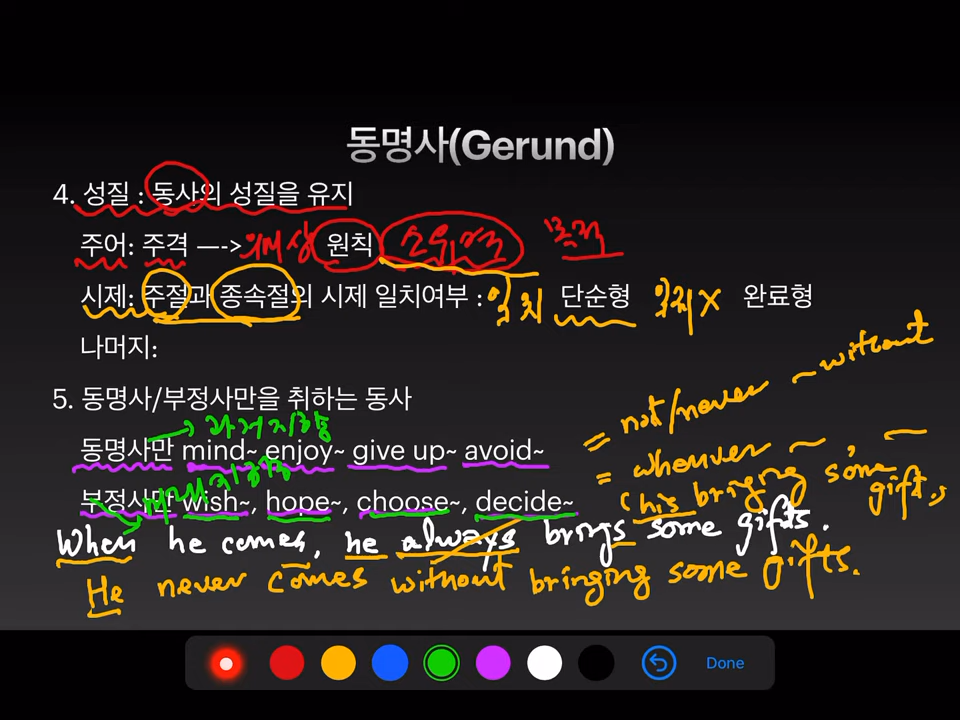 동명사(Gerund)
4. 성질 : 동사의 성질을 유지
주어: 주격 —-> 의미상 원칙 소유격 목적
시제: 주절과 종속절의 시제 일치여부 : 일치 단순형 일치X 완료형
나머지:
5. 동명사/부정사만을 취하는 동사
= not/never ~ without
과거지향
동명사만 mind~ enjoy~ give up~ avoid~
= whenever ~ , ~
미래지향
부정사만 wish~, hope~, choose~, decide~
(his bringing some gifts)
When he comes, he always brings some gifts.
He never comes without bringing some gifts.
Done